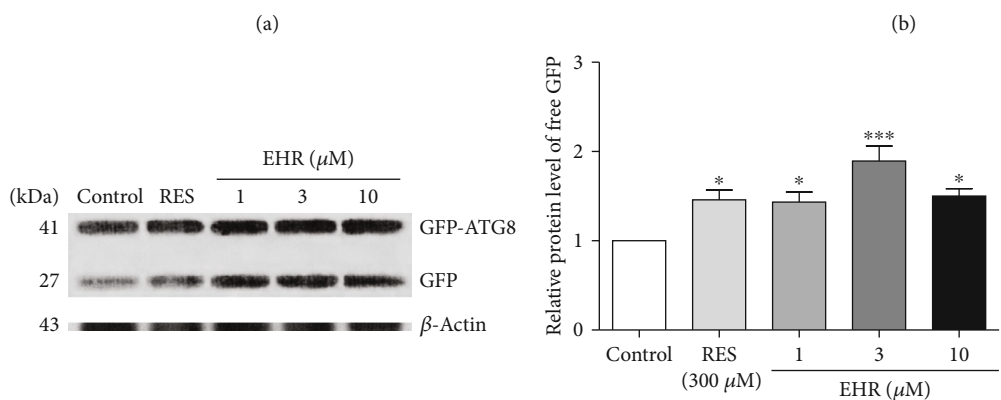 (a)
(b)
EHR (μM)
(kDa) Control RES 1 3 10
41 GFP-ATG8
27 GFP
43 β-Actin
Relative protein level of free GFP
3
2
1
0
* * *** *
Control RES 1 3 10
(300 μM)
EHR (μM)